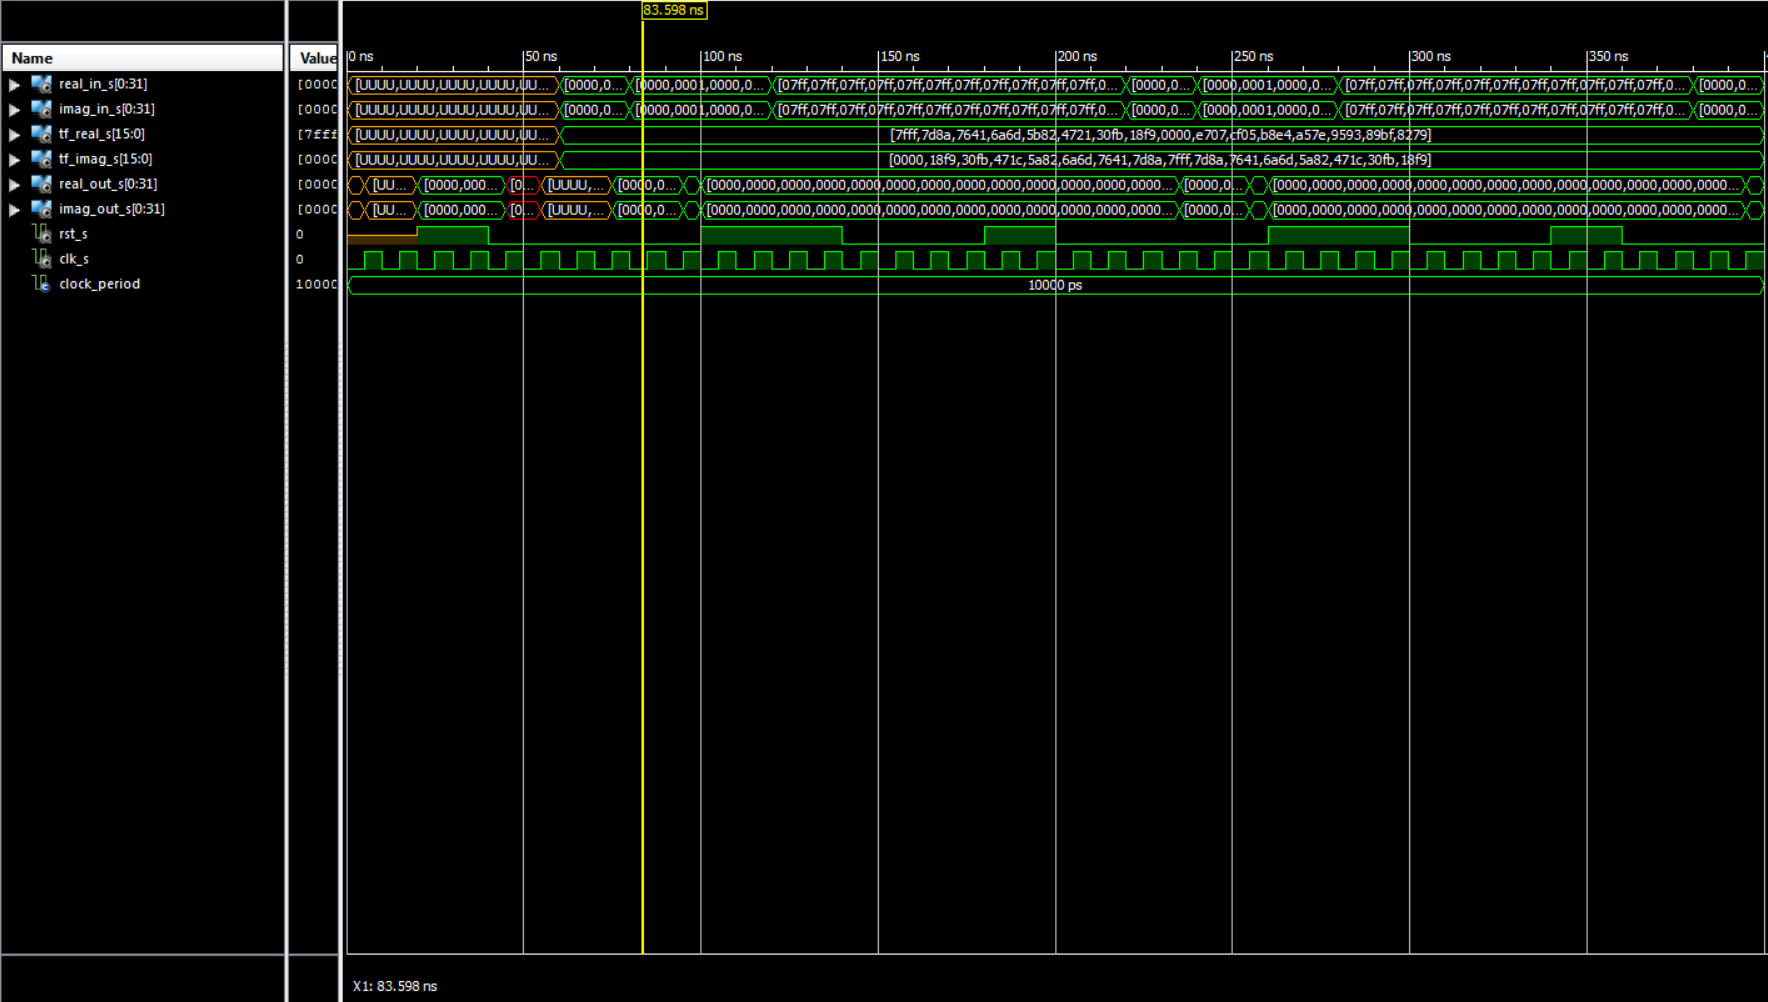 83.598 ns
Name Value 0 ns 50 ns 100 ns 150 ns 200 ns 250 ns 300 ns 350 ns
real_in_s[0:31] [0000 [UUUU,UUUU,UUUU,UUUU,UU... [0000,0... [0000,0001,0000,0... [07ff,07ff,07ff,07ff,07ff,07ff,07ff,07ff,07ff,0... [0000,0... [0000,0001,0000,0... [07ff,07ff,07ff,07ff,07ff,07ff,07ff,07ff,07ff,0... [0000,0...
imag_in_s[0:31] [0000 [UUUU,UUUU,UUUU,UUUU,UU... [0000,0... [0000,0001,0000,0... [07ff,07ff,07ff,07ff,07ff,07ff,07ff,07ff,07ff,0... [0000,0... [0000,0001,0000,0... [07ff,07ff,07ff,07ff,07ff,07ff,07ff,07ff,07ff,0... [0000,0...
tf_real_s[15:0] [7fff [UUUU,UUUU,UUUU,UUUU,UU... [7fff,7d8a,7641,6a6d,5b82,4721,30fb,18f9,0000,e707,cf05,b8e4,a57e,9593,89bf,8279]
tf_imag_s[15:0] [0000 [UUUU,UUUU,UUUU,UUUU,UU... [0000,18f9,30fb,471c,5a82,6a6d,7641,7d8a,7fff,7d8a,7641,6a6d,5a82,471c,30fb,18f9]
real_out_s[0:31] [0000 [UU... [0000,000... [0... [UUUU,... [0000,0... [0000,0000,0000,0000,0000,0000,0000,0000,0000,0000,0000... [0000,0... [0000,0000,0000,0000,0000,0000,0000,0000,0000,0000,0000...
imag_out_s[0:31] [0000 [UU... [0000,000... [0... [UUUU,... [0000,0... [0000,0000,0000,0000,0000,0000,0000,0000,0000,0000,0000... [0000,0... [0000,0000,0000,0000,0000,0000,0000,0000,0000,0000,0000...
rst_s 0
clk_s 0
clock_period 10000 10000 ps
X1: 83.598 ns